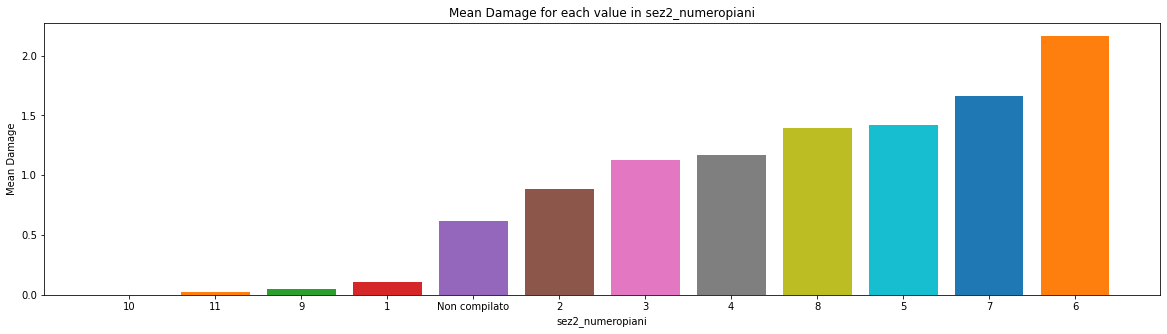 Mean Damage for each value in sez2_numeropiani
Mean Damage
2.0
1.5
1.0
0.5
0.0
10 11 9 1 Non compilato 2 3 4 8 5 7 6
sez2_numeropiani